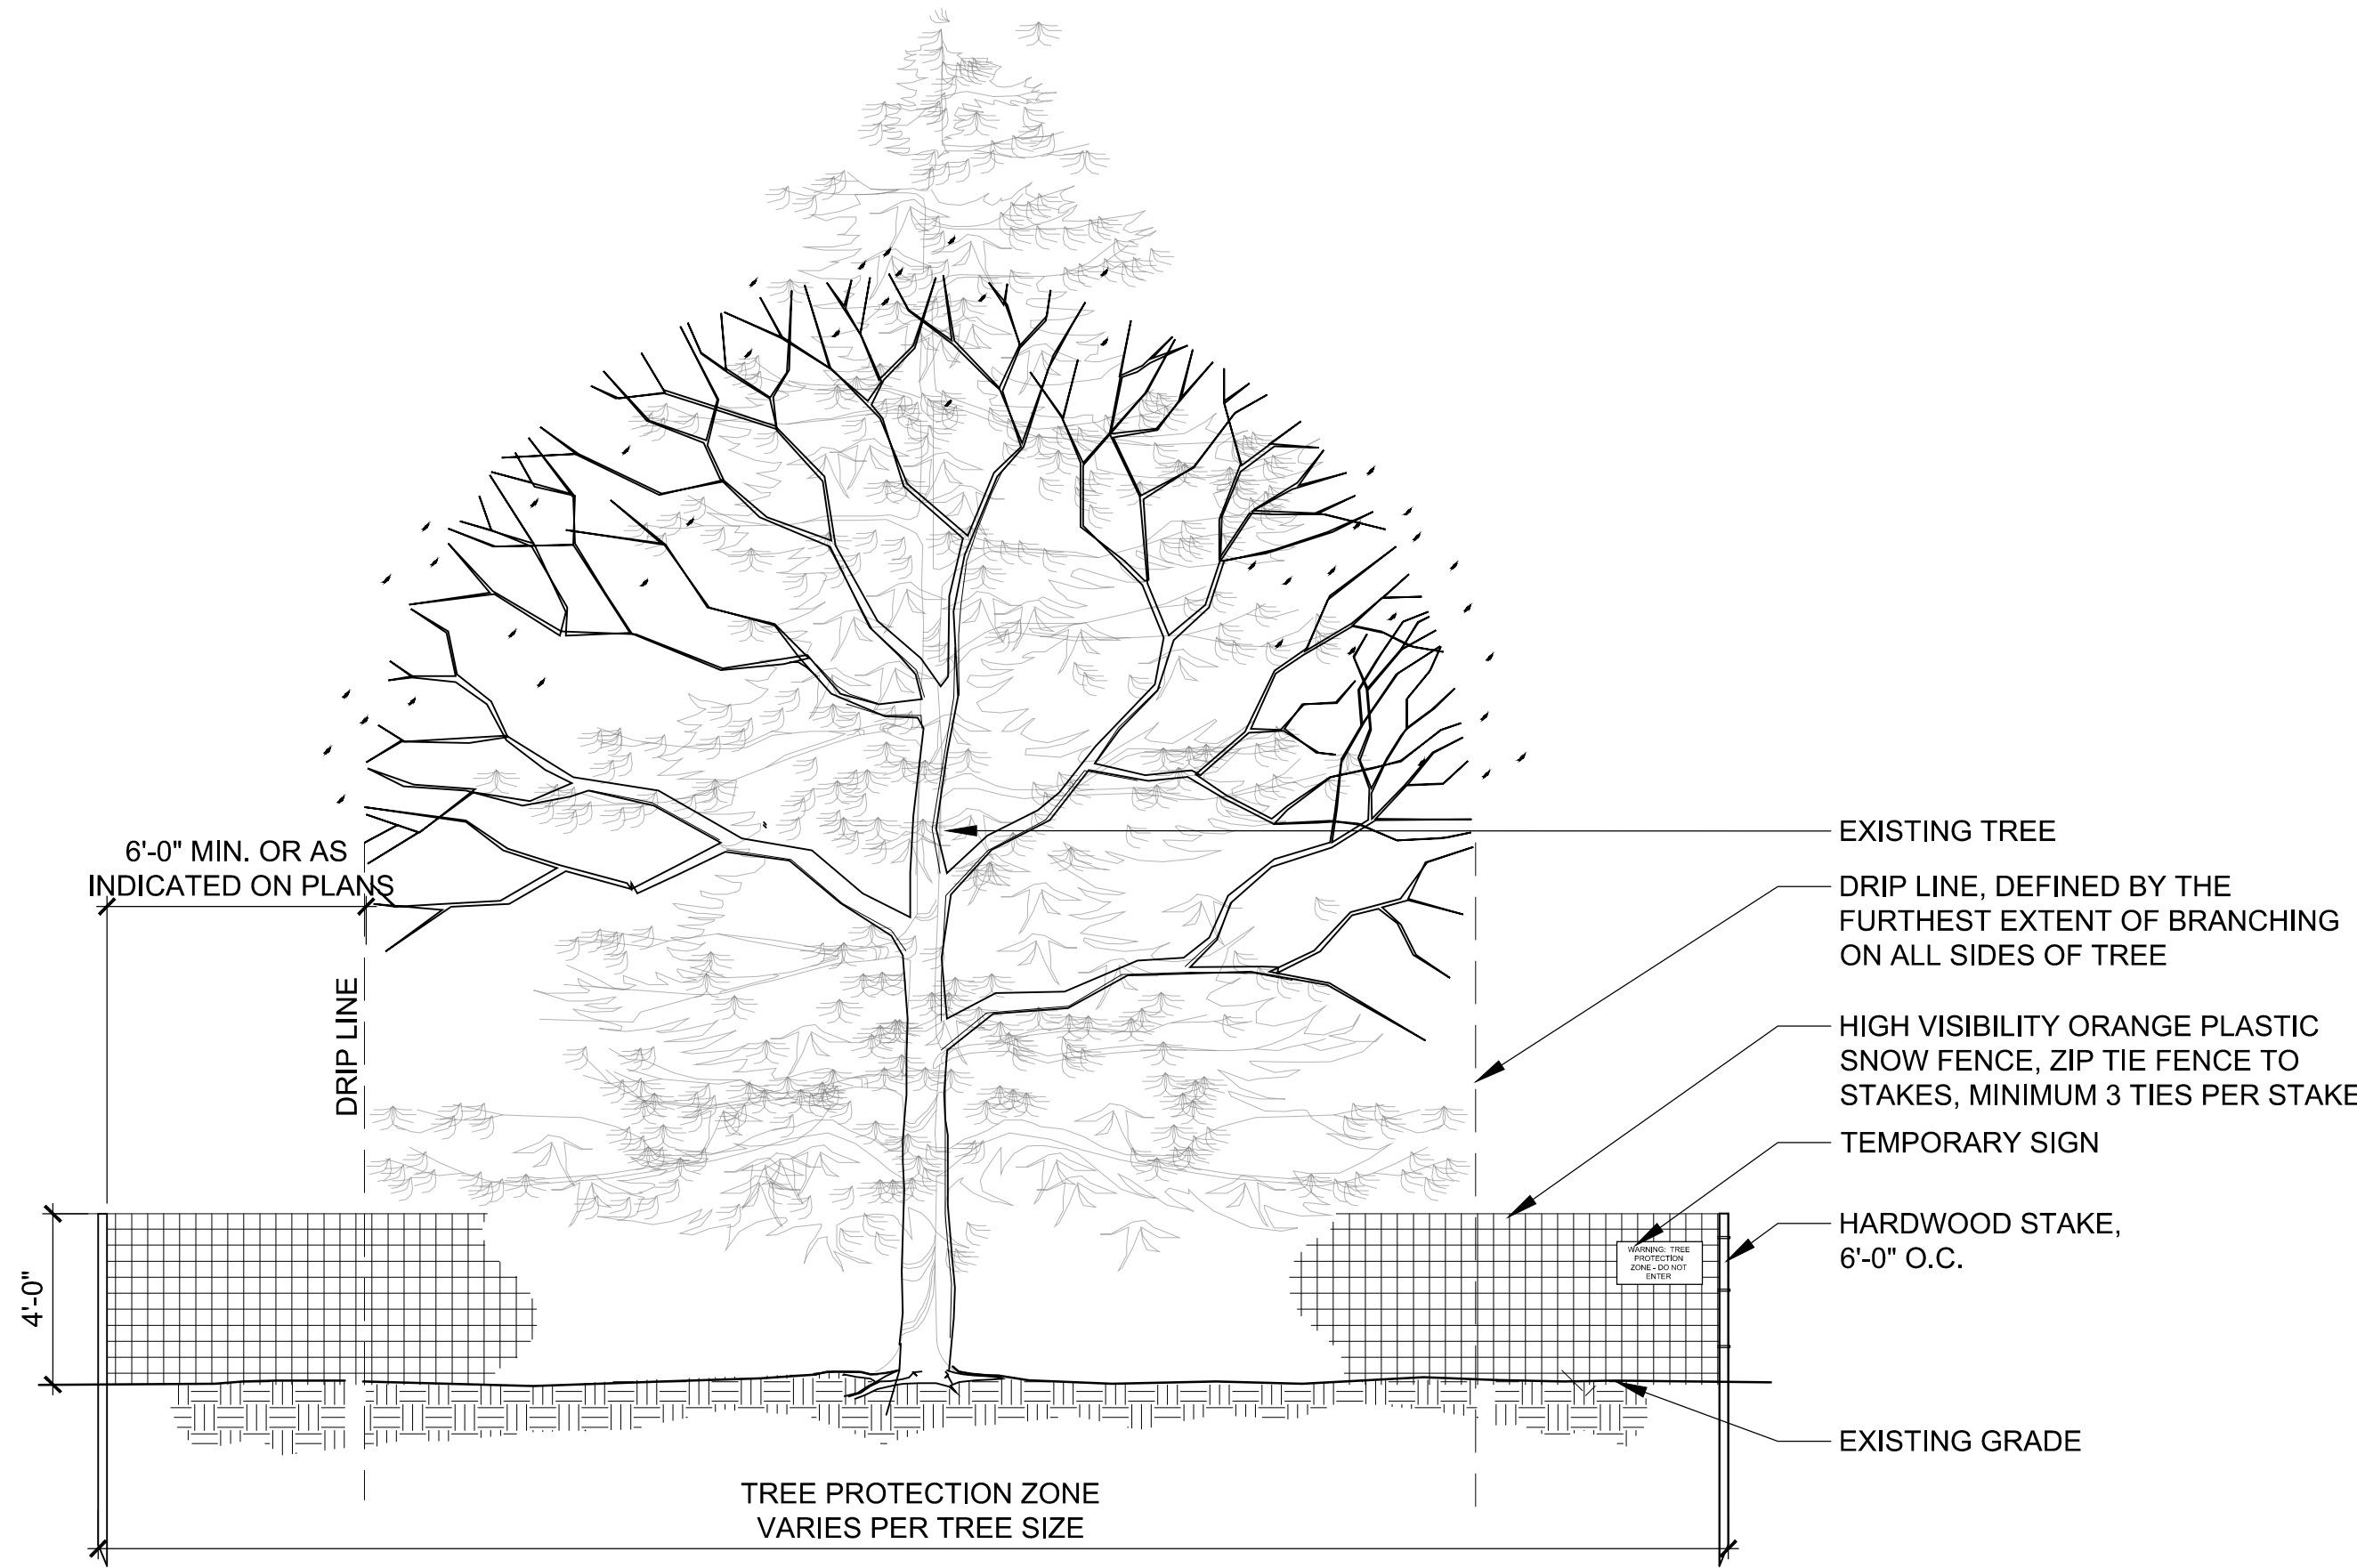 6'-0" MIN. OR AS
INDICATED ON PLANS
DRIP LINE
4'-0"
EXISTING TREE
DRIP LINE, DEFINED BY THE
FURTHEST EXTENT OF BRANCHING
ON ALL SIDES OF TREE
HIGH VISIBILITY ORANGE PLASTIC
SNOW FENCE, ZIP TIE FENCE TO
STAKES, MINIMUM 3 TIES PER STAKE
TEMPORARY SIGN
HARDWOOD STAKE,
6'-0" O.C.
WARNING: TREE
PROTECTION
ZONE - DO NOT
ENTER
EXISTING GRADE
TREE PROTECTION ZONE
VARIES PER TREE SIZE